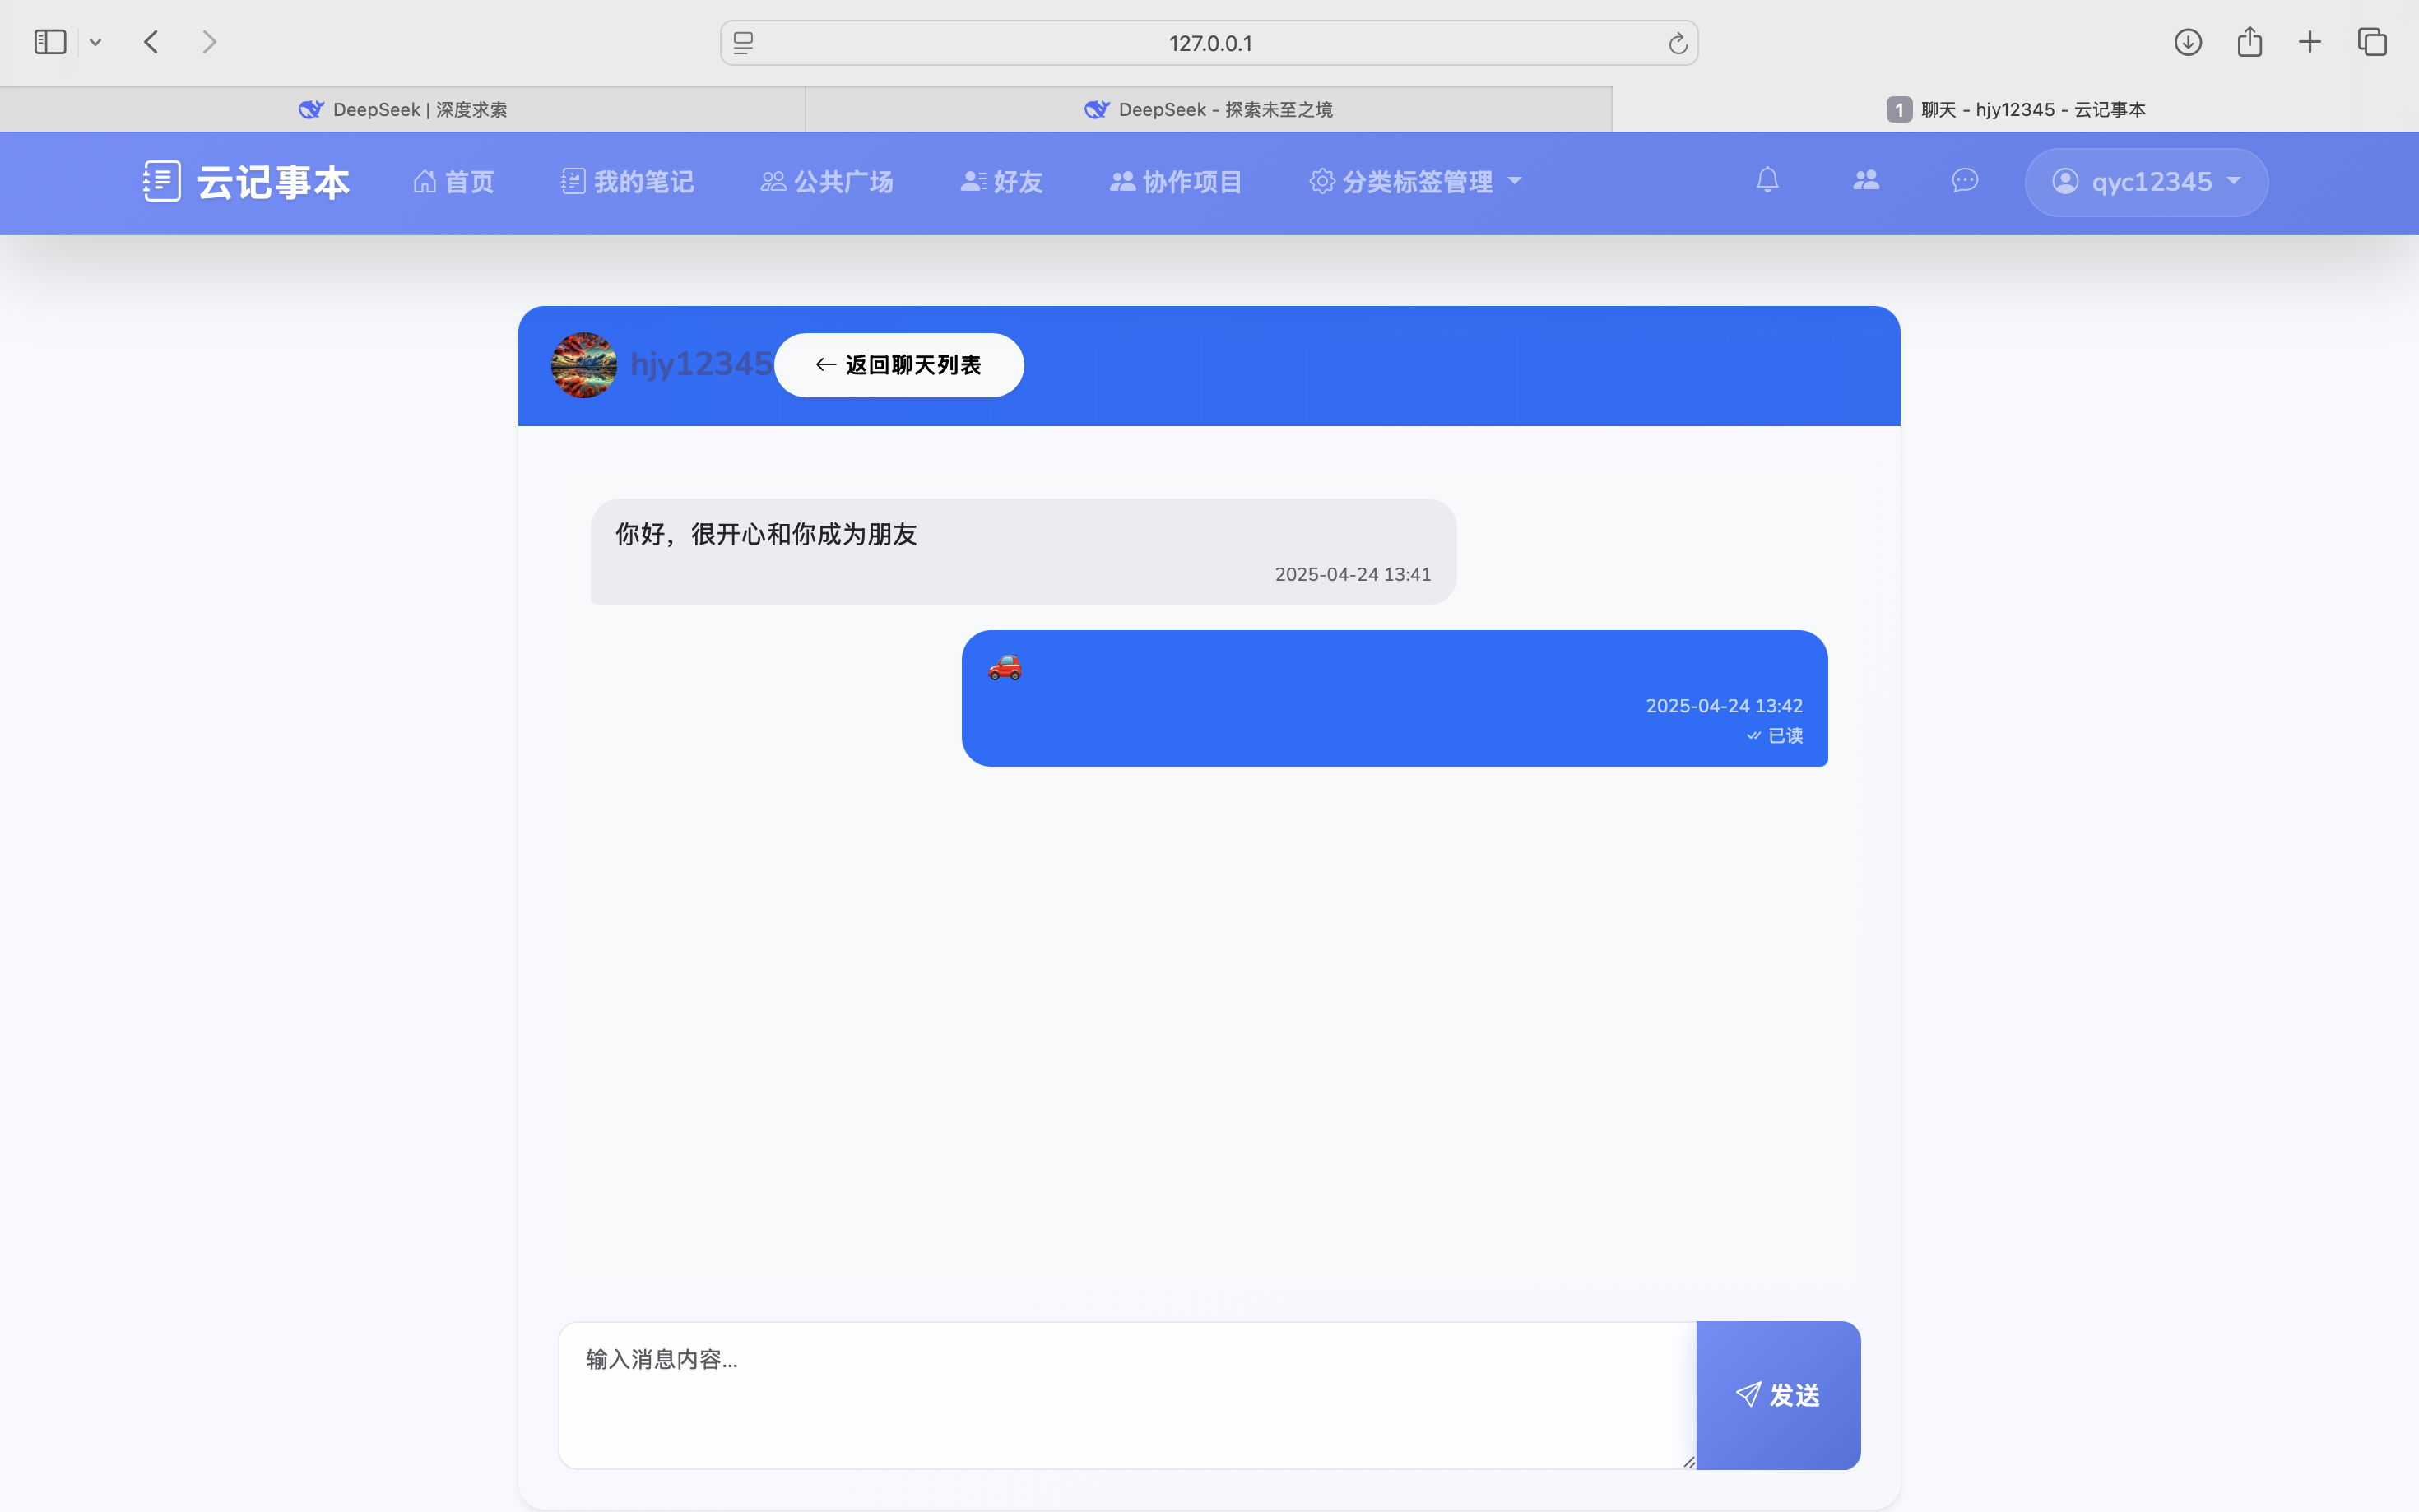 127.0.0.1
DeepSeek | 深度求索
DeepSeek - 探索未至之境
1 聊天 - hjy12345 - 云记事本
云记事本 首页 我的笔记 公共广场 好友 协作项目 分类标签管理 qyc12345
hjy12345 ← 返回聊天列表
你好，很开心和你成为朋友
2025-04-24 13:41
🚗
2025-04-24 13:42
已读
输入消息内容...
发送